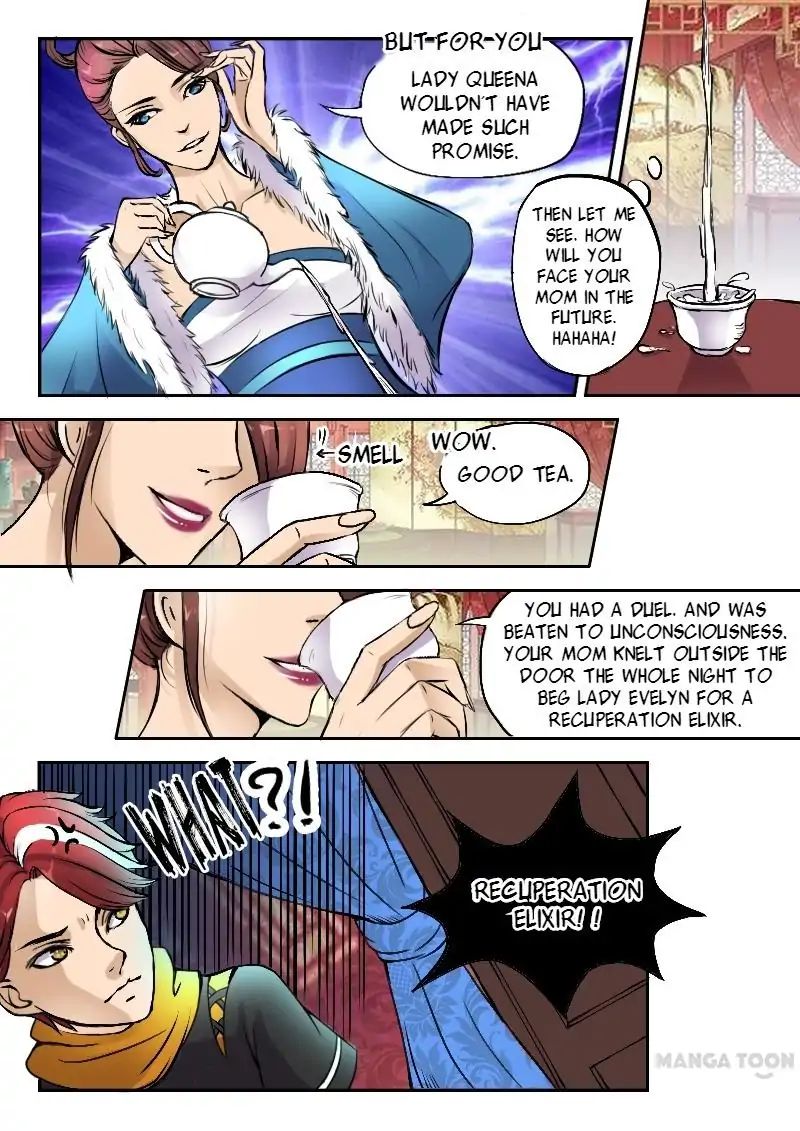 BUT FOR YOU
LADY QUEENA
WOULDN'T HAVE
MADE SUCH
PROMISE.
THEN LET ME
SEE. HOW
WILL YOU
FACE YOUR
MOM IN THE
FUTURE.
HAHAHA!
←SMELL
WOW.
GOOD TEA.
YOU HAD A DUEL. AND WAS
BEATEN TO UNCONSCIOUSNESS.
YOUR MOM KNELT OUTSIDE THE
DOOR THE WHOLE NIGHT TO
BEG LADY EVELYN FOR A
RECUPERATION ELIXIR.
WHAT?!
RECUPERATION
ELIXIR!!
MANGA TOON